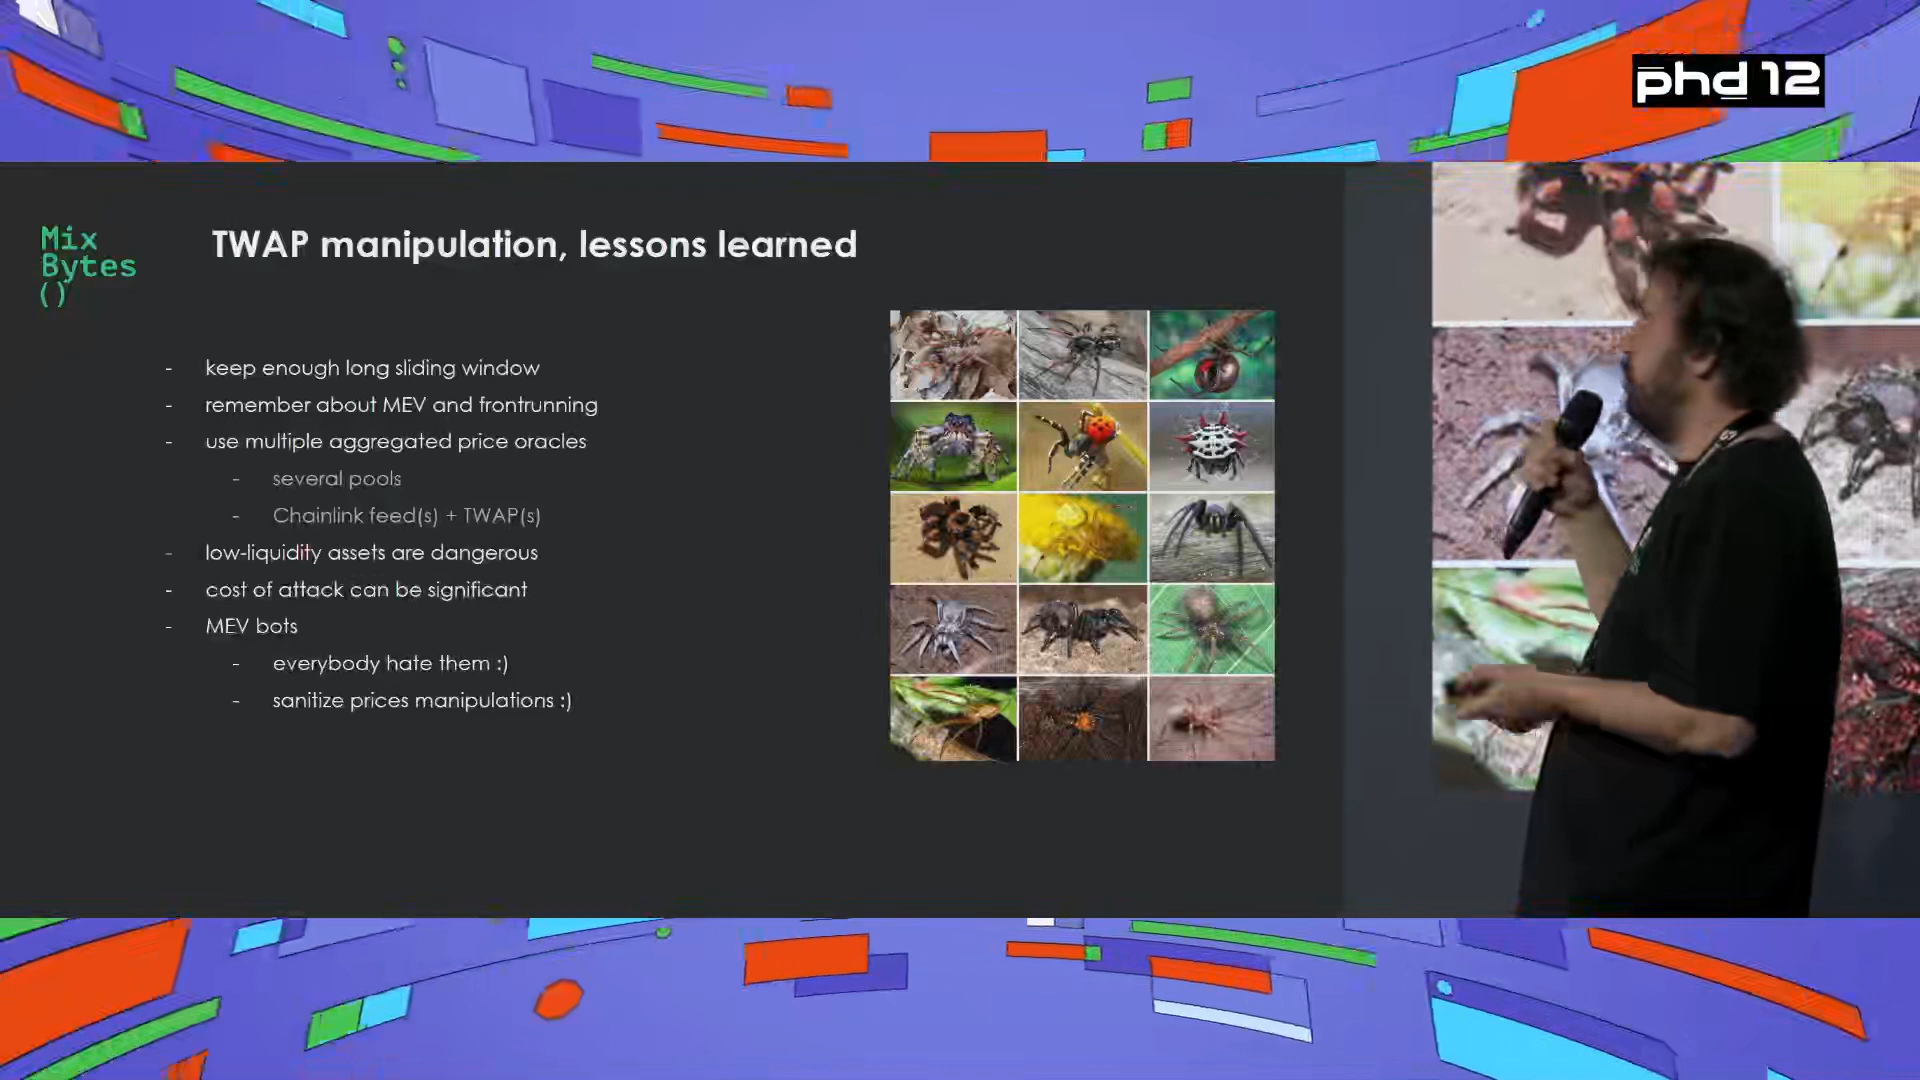 phd 12
Mix
Bytes
()
TWAP manipulation, lessons learned
- keep enough long sliding window
- remember about MEV and frontrunning
- use multiple aggregated price oracles
- several pools
- Chainlink feed(s) + TWAP(s)
- low-liquidity assets are dangerous
- cost of attack can be significant
- MEV bots
- everybody hate them :)
- sanitize prices manipulations :)